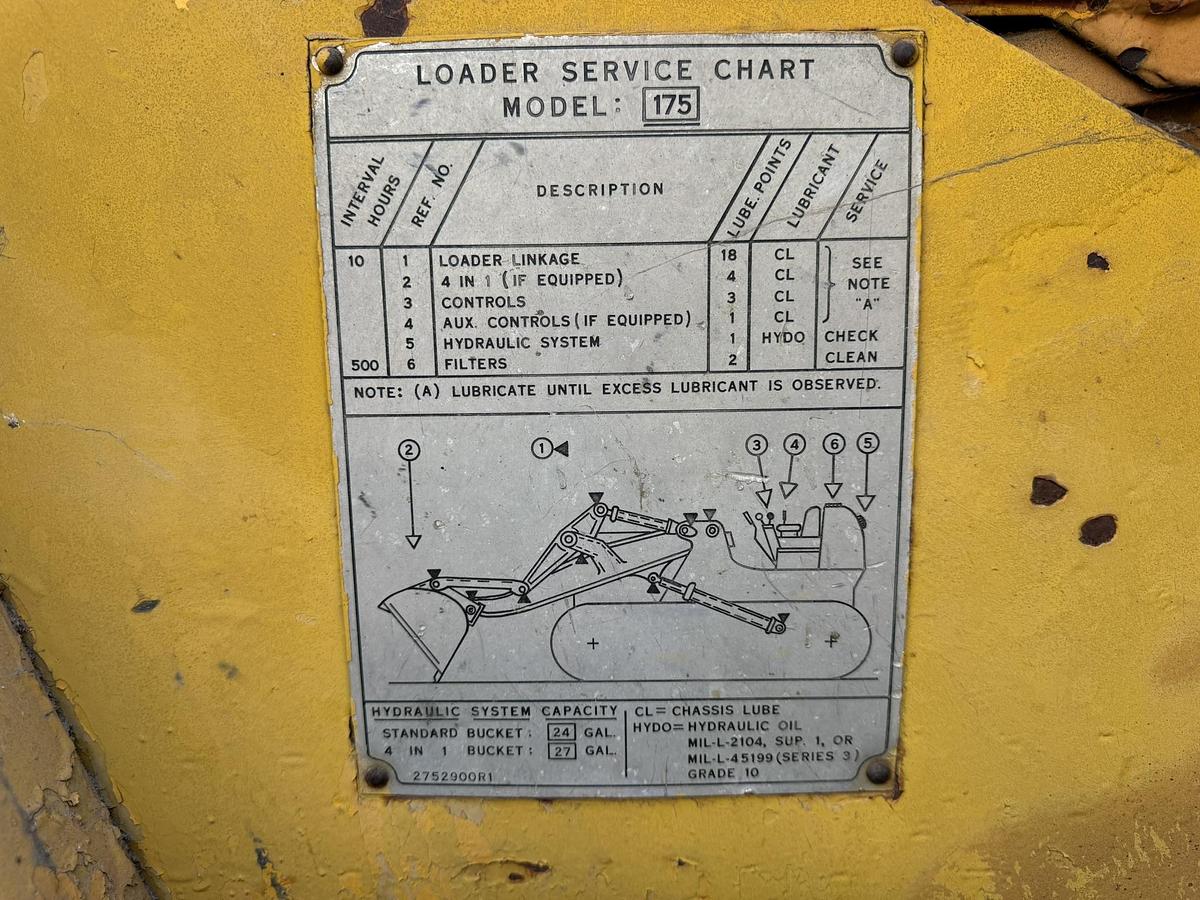 LOADER SERVICE CHART
MODEL: 175
INTERVAL HOURS REF. NO. DESCRIPTION LUBE. POINTS LUBRICANT SERVICE
10 1 LOADER LINKAGE 18 CL SEE
2 4 IN 1 (IF EQUIPPED) 4 CL NOTE
3 CONTROLS 3 CL "A"
4 AUX. CONTROLS (IF EQUIPPED) 1 CL
5 HYDRAULIC SYSTEM 1 HYDO CHECK
500 6 FILTERS 2 CLEAN
NOTE: (A) LUBRICATE UNTIL EXCESS LUBRICANT IS OBSERVED.
2 1 3 4 6 5
HYDRAULIC SYSTEM CAPACITY
STANDARD BUCKET: 24 GAL.
4 IN 1 BUCKET: 27 GAL.
2752900R1
CL= CHASSIS LUBE
HYDO= HYDRAULIC OIL
MIL-L-2104, SUP. 1, OR
MIL-L-45199 (SERIES 3)
GRADE 10